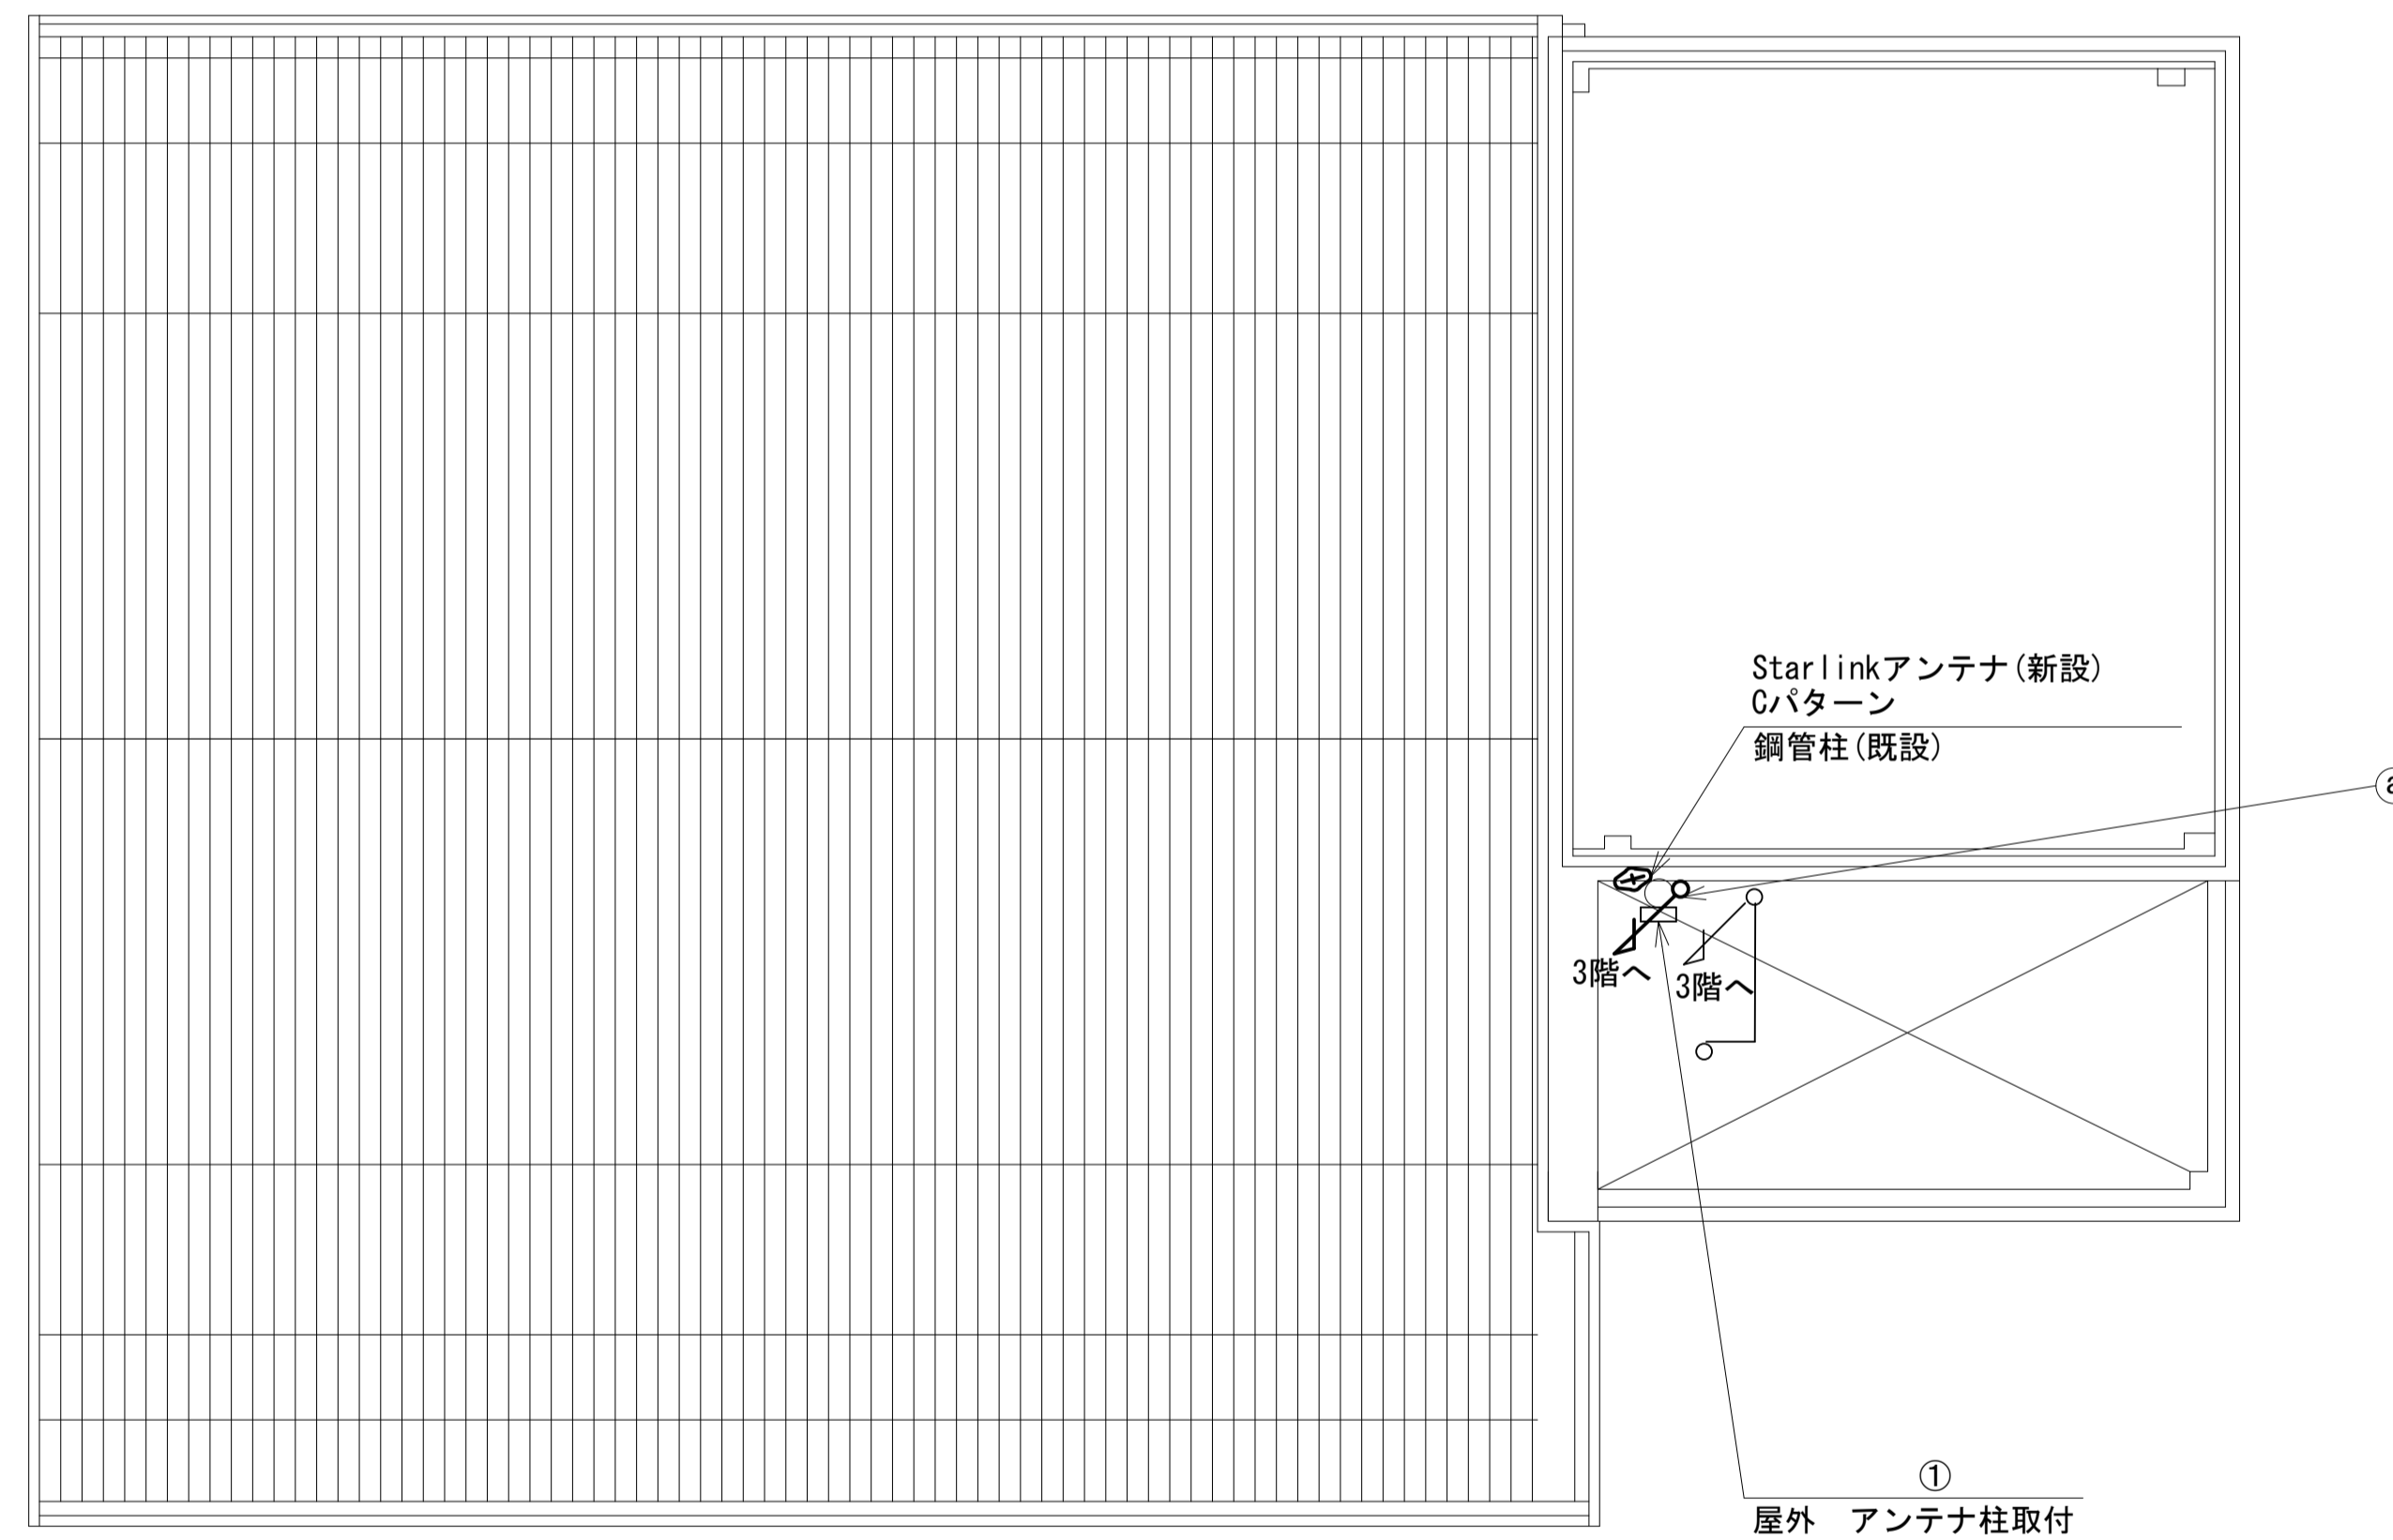 Starlinkアンテナ(新設)
Cパターン
鋼管柱(既設)
a
3階へ
3階へ
①
屋外　アンテナ柱取付